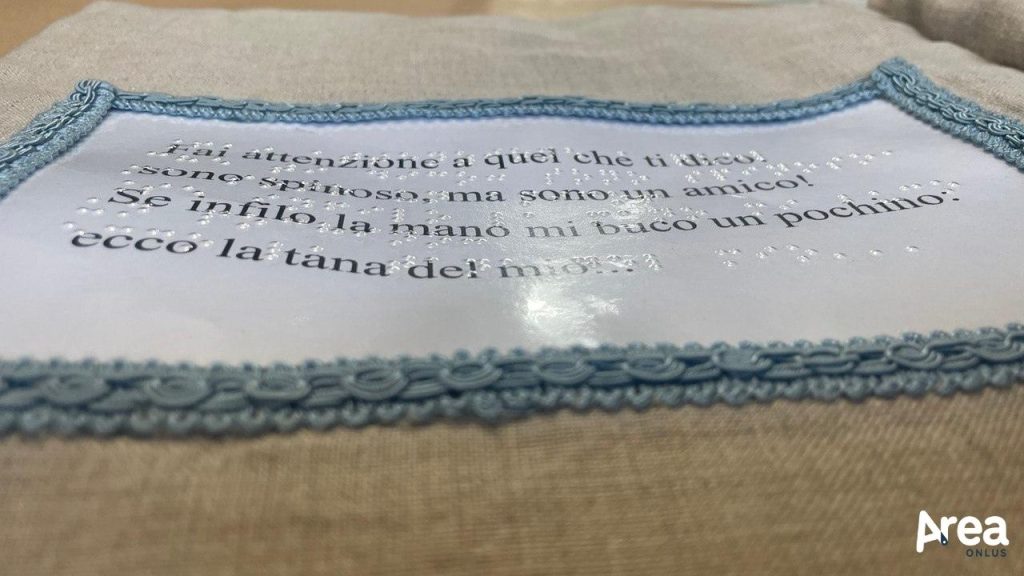 Fai attenzione a quel che ti dico:
sono spinoso, ma sono un amico!
Se infilo la mano mi buco un pochino:
ecco la tana del mio...
Area
ONLUS